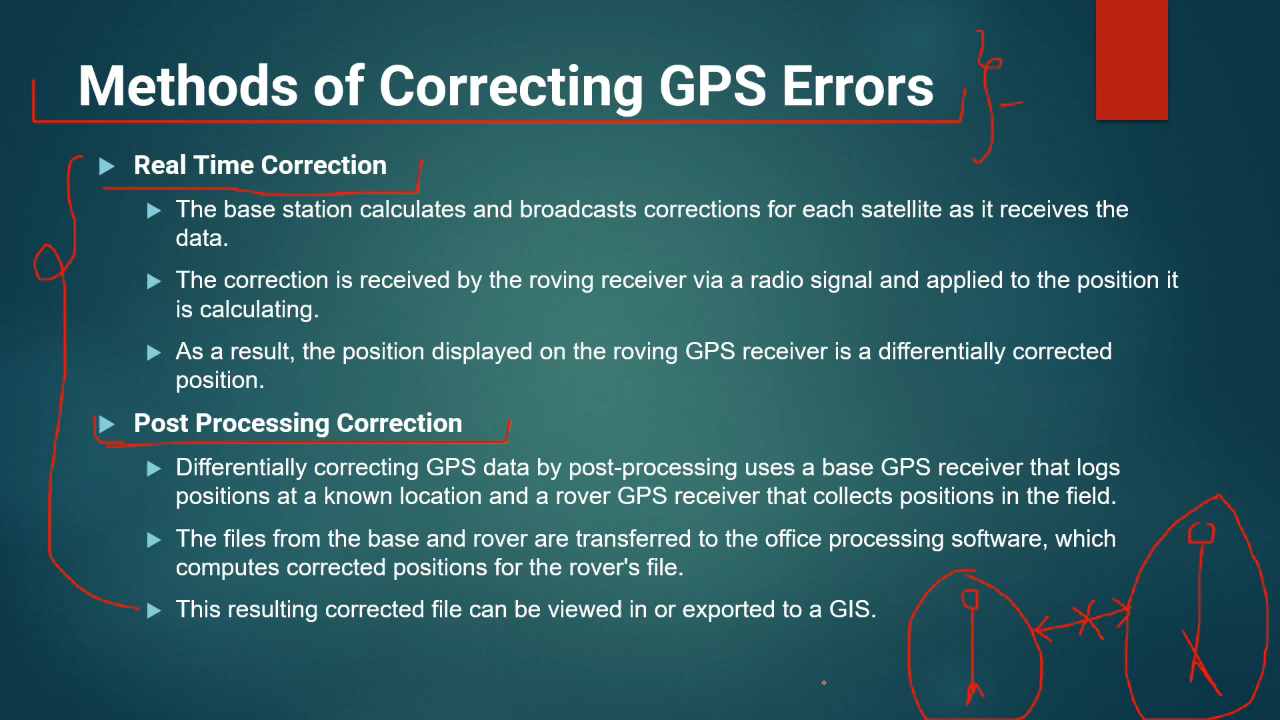 Methods of Correcting GPS Errors
Real Time Correction
The base station calculates and broadcasts corrections for each satellite as it receives the
data.
The correction is received by the roving receiver via a radio signal and applied to the position it
is calculating.
As a result, the position displayed on the roving GPS receiver is a differentially corrected
position.
Post Processing Correction
Differentially correcting GPS data by post-processing uses a base GPS receiver that logs
positions at a known location and a rover GPS receiver that collects positions in the field.
The files from the base and rover are transferred to the office processing software, which
computes corrected positions for the rover's file.
This resulting corrected file can be viewed in or exported to a GIS.